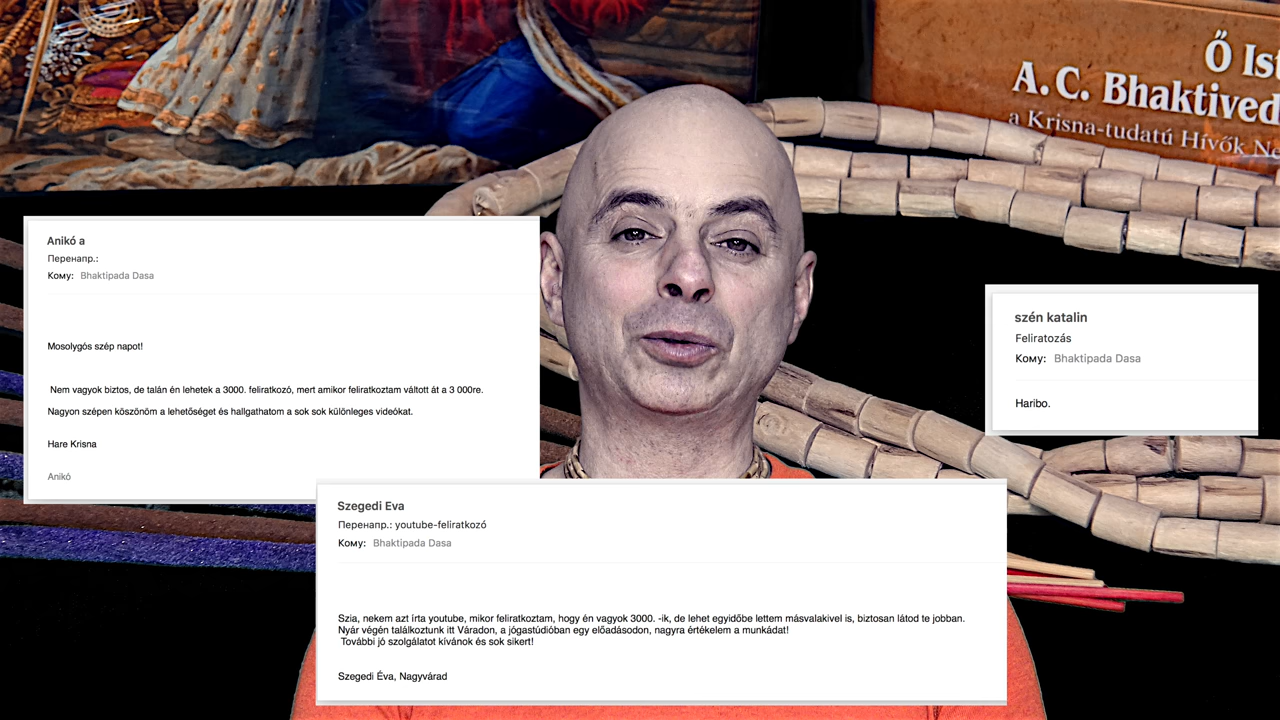 Ő Ist
A. C. Bhaktived
a Krisna-tudatú Hívők Ne
Anikó a
Перенапр.:
Кому: Bhaktipada Dasa
Mosolygós szép napot!
Nem vagyok biztos, de talán én lehetek a 3000. feliratkozó, mert amikor feliratkoztam váltott át a 3 000re.
Nagyon szépen köszönöm a lehetőséget és hallgathatom a sok sok különleges videókat.
Hare Krisna
Anikó
szén katalin
Feliratozás
Кому: Bhaktipada Dasa
Haribo.
Szegedi Eva
Перенапр.: youtube-feliratkozó
Кому: Bhaktipada Dasa
Szia, nekem azt írta youtube, mikor feliratkoztam, hogy én vagyok 3000. -ik, de lehet egyidőbe lettem másvalakivel is, biztosan látod te jobban.
Nyár végén találkoztunk itt Váradon, a jógastúdióban egy előadásodon, nagyra értékelem a munkádat!
További jó szolgálatot kívánok és sok sikert!
Szegedi Éva, Nagyvárad